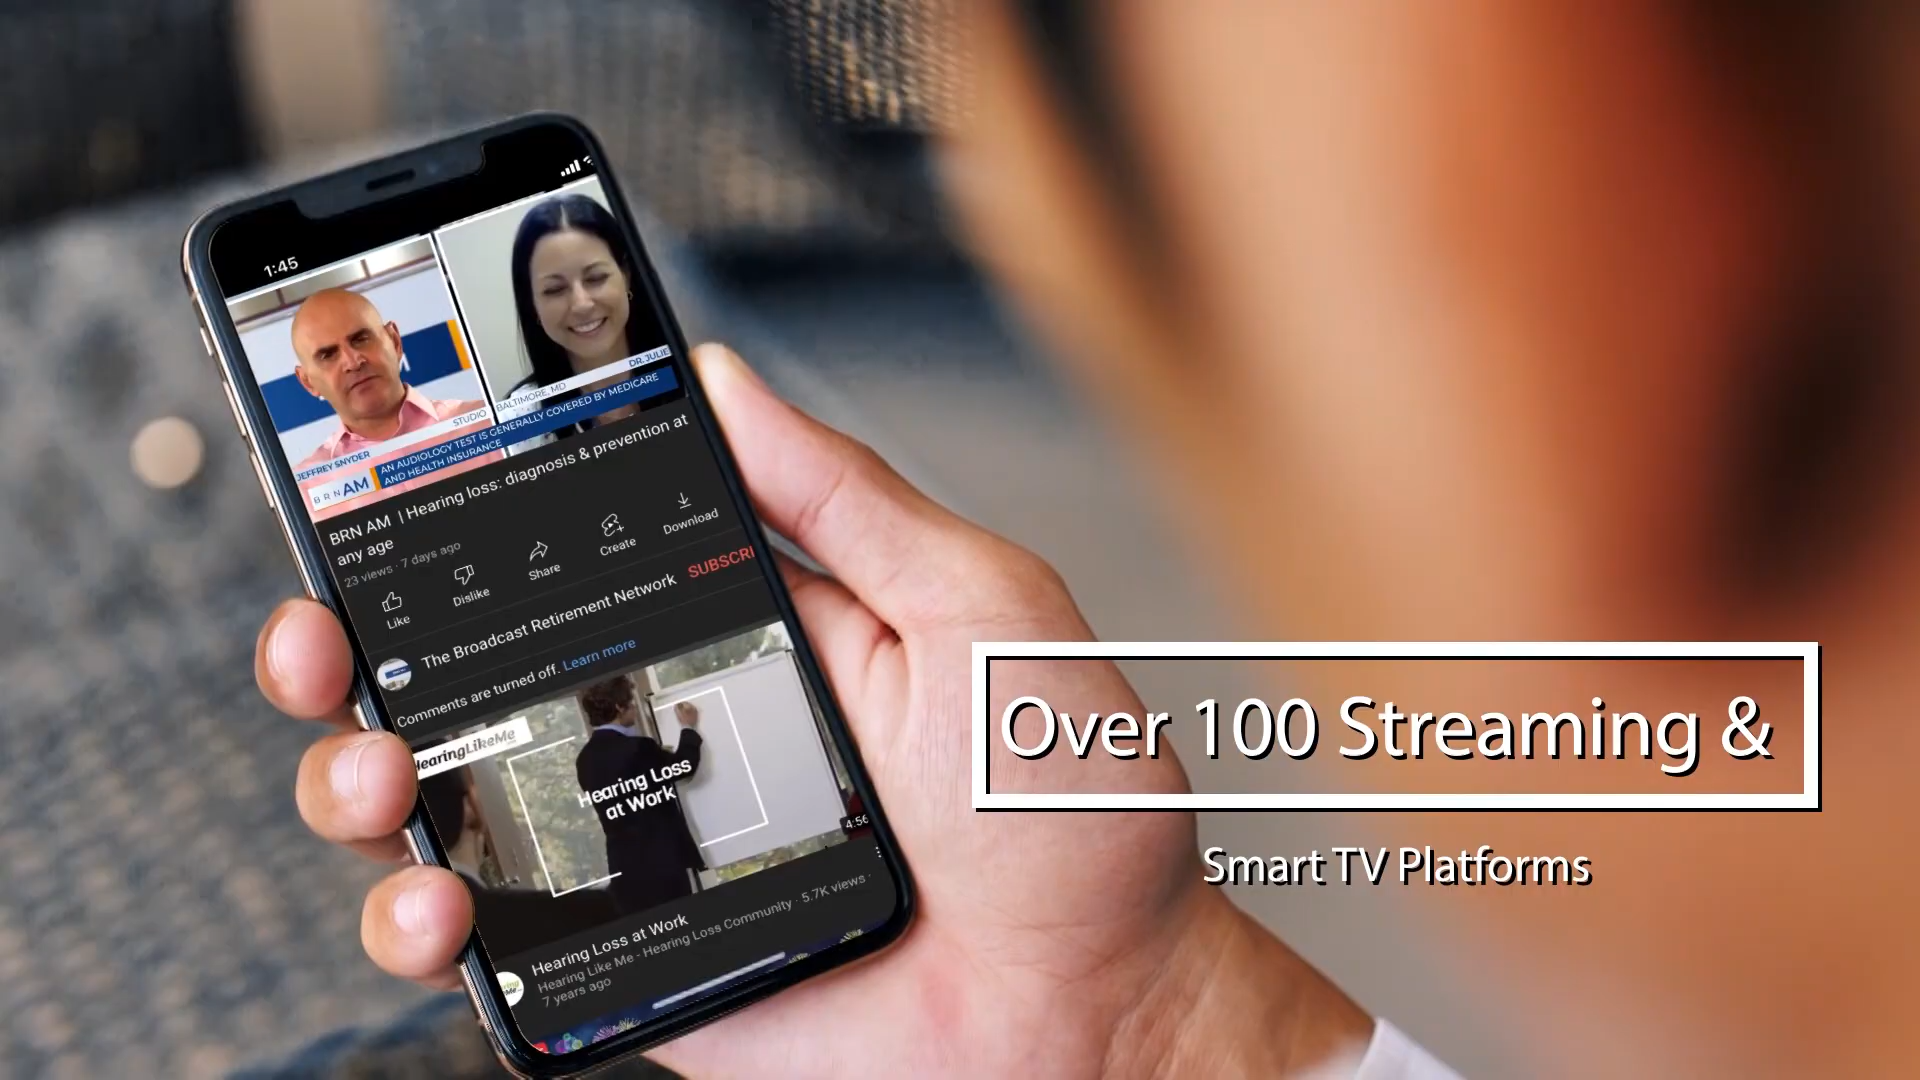 1:45
JEFFREY SNYDER
STUDIO
BALTIMORE, MD
DR. JULIE
BRN AM
AN AUDIOLOGY TEST IS GENERALLY COVERED BY MEDICARE
AND HEALTH INSURANCE
BRN AM | Hearing loss: diagnosis & prevention at
any age
23 views · 7 days ago
Like
Dislike
Share
Create
Download
The Broadcast Retirement Network
SUBSCRI
Comments are turned off. Learn more
HearingLikeMe
Hearing Loss
at Work
4:56
Hearing Loss at Work
Hearing Like Me - Hearing Loss Community · 5.7K views ·
7 years ago
Over 100 Streaming &
Smart TV Platforms